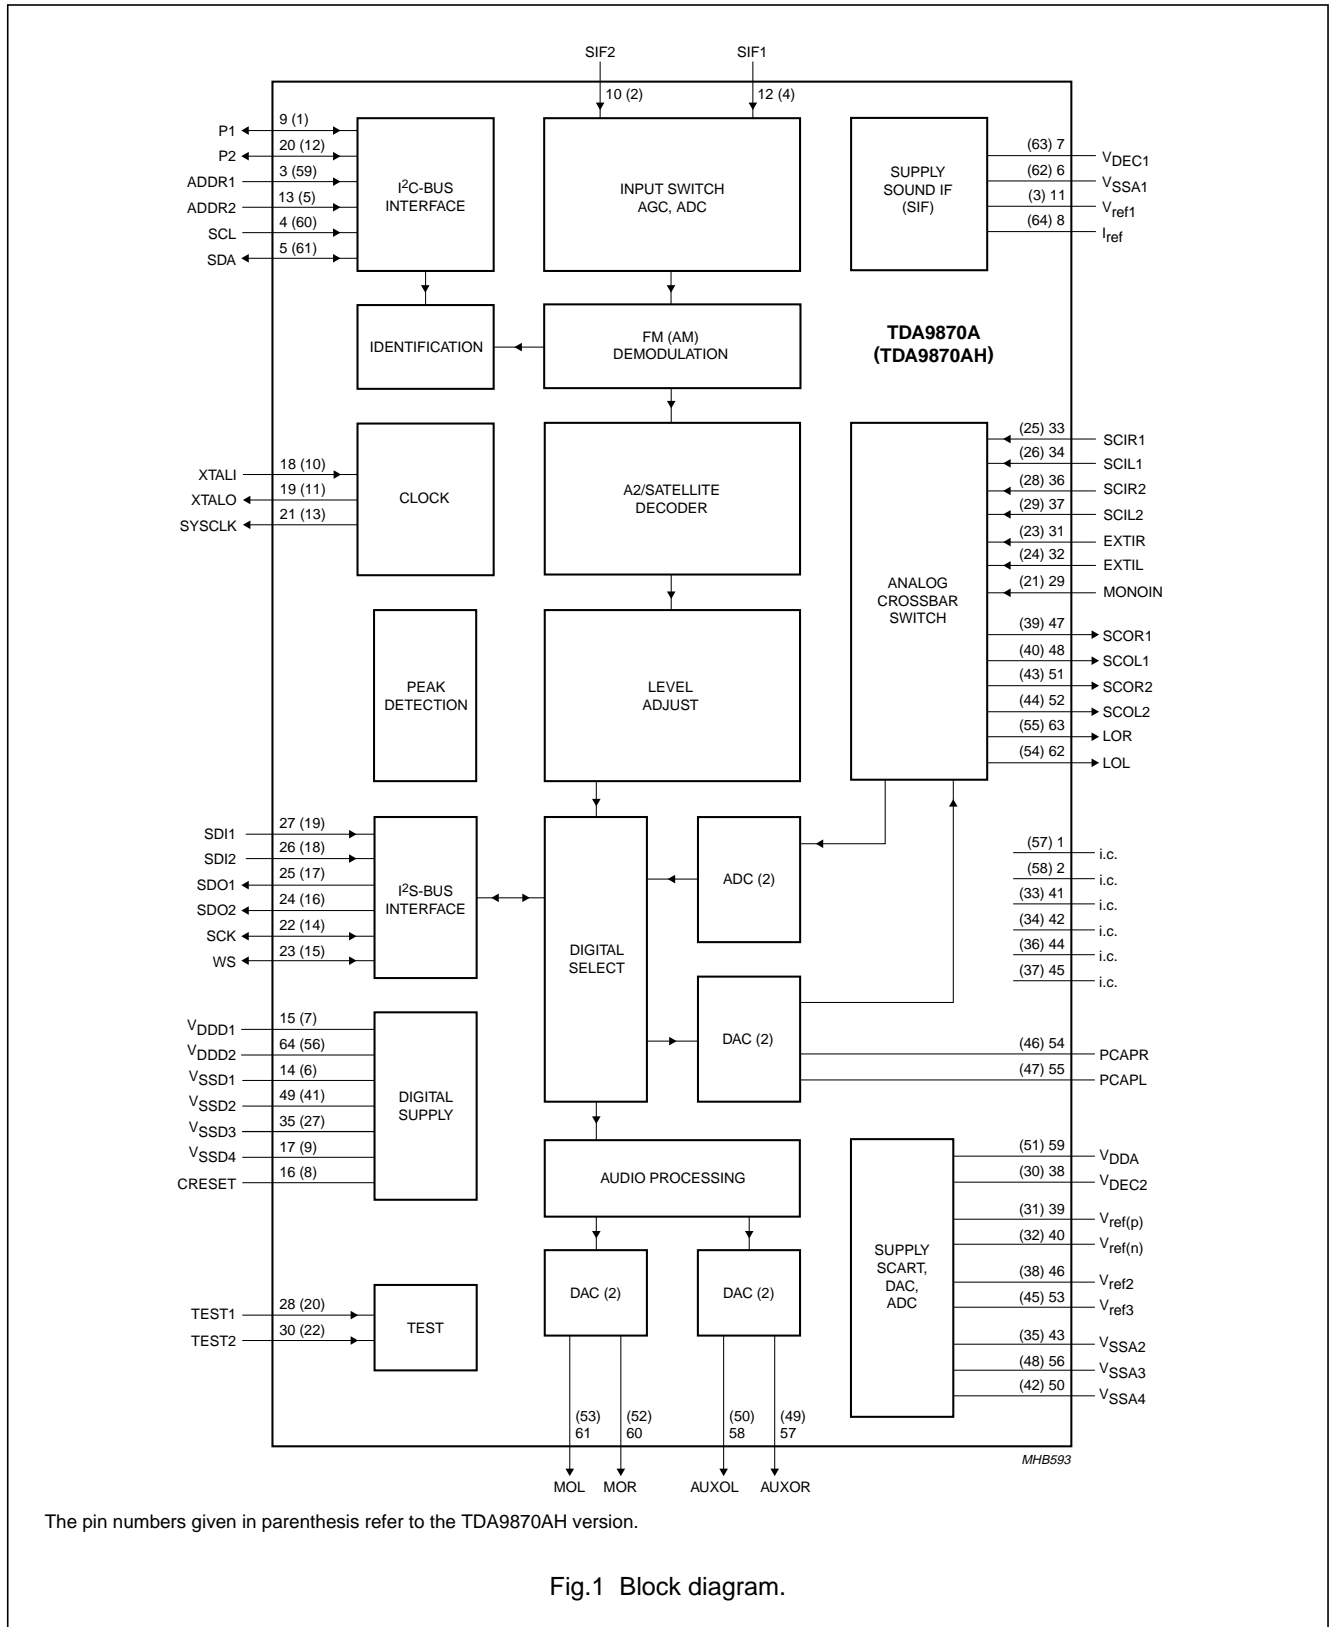 SIF2
SIF1
10 (2)
12 (4)
P1
9 (1)
P2
20 (12)
ADDR1
3 (59)
ADDR2
13 (5)
SCL
4 (60)
SDA
5 (61)
I2C-BUS
INTERFACE
INPUT SWITCH
AGC, ADC
SUPPLY
SOUND IF
(SIF)
(63) 7
VDEC1
(62) 6
VSSA1
(3) 11
Vref1
(64) 8
Iref
IDENTIFICATION
FM (AM)
DEMODULATION
TDA9870A
(TDA9870AH)
XTALI
18 (10)
XTALO
19 (11)
SYSCLK
21 (13)
CLOCK
A2/SATELLITE
DECODER
ANALOG
CROSSBAR
SWITCH
(25) 33
SCIR1
(26) 34
SCIL1
(28) 36
SCIR2
(29) 37
SCIL2
(23) 31
EXTIR
(24) 32
EXTIL
(21) 29
MONOIN
(39) 47
SCOR1
(40) 48
SCOL1
(43) 51
SCOR2
(44) 52
SCOL2
(55) 63
LOR
(54) 62
LOL
PEAK
DETECTION
LEVEL
ADJUST
SDI1
27 (19)
SDI2
26 (18)
SDO1
25 (17)
SDO2
24 (16)
SCK
22 (14)
WS
23 (15)
I2S-BUS
INTERFACE
DIGITAL
SELECT
ADC (2)
DAC (2)
(57) 1
i.c.
(58) 2
i.c.
(33) 41
i.c.
(34) 42
i.c.
(36) 44
i.c.
(37) 45
i.c.
(46) 54
PCAPR
(47) 55
PCAPL
VDDD1
15 (7)
VDDD2
64 (56)
VSSD1
14 (6)
VSSD2
49 (41)
VSSD3
35 (27)
VSSD4
17 (9)
CRESET
16 (8)
DIGITAL
SUPPLY
AUDIO PROCESSING
SUPPLY
SCART,
DAC,
ADC
(51) 59
VDDA
(30) 38
VDEC2
(31) 39
Vref(p)
(32) 40
Vref(n)
(38) 46
Vref2
(45) 53
Vref3
(35) 43
VSSA2
(48) 56
VSSA3
(42) 50
VSSA4
TEST1
28 (20)
TEST2
30 (22)
TEST
DAC (2)
DAC (2)
(53)
61
(52)
60
(50)
58
(49)
57
MOL
MOR
AUXOL
AUXOR
MHB593
The pin numbers given in parenthesis refer to the TDA9870AH version.
Fig.1 Block diagram.